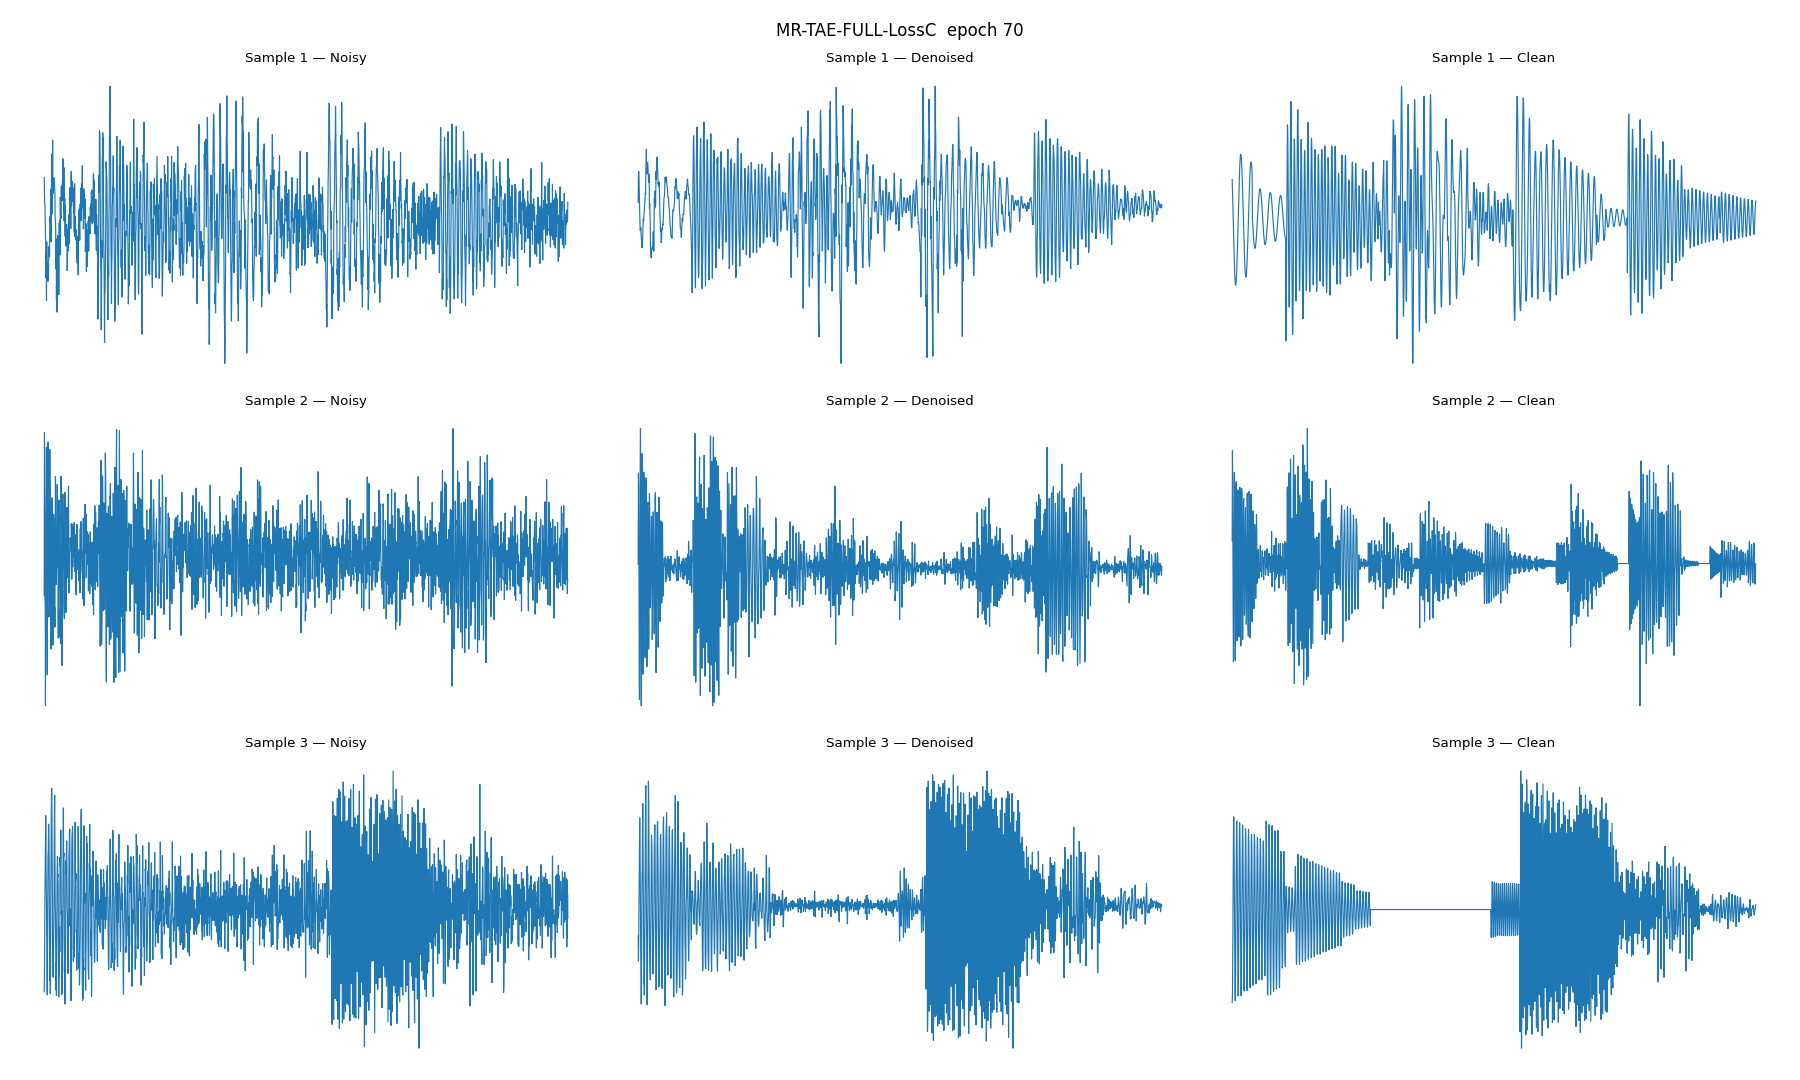 MR-TAE-FULL-LossC  epoch 70
Sample 1 — Noisy
Sample 1 — Denoised
Sample 1 — Clean
Sample 2 — Noisy
Sample 2 — Denoised
Sample 2 — Clean
Sample 3 — Noisy
Sample 3 — Denoised
Sample 3 — Clean